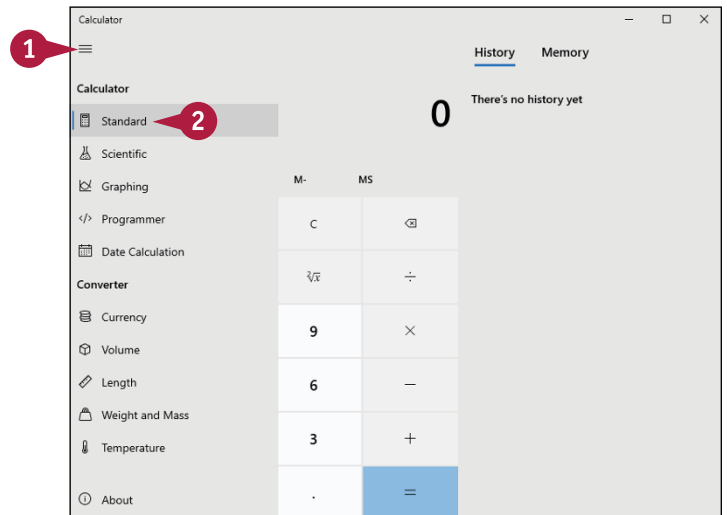 Calculator
1
History Memory
Calculator
There's no history yet
0
Standard
2
Scientific
M- MS
Graphing
Programmer
C
Date Calculation
²√x ÷
Converter
Currency
9 ×
Volume
Length
6 −
Weight and Mass
3 +
Temperature
. =
About